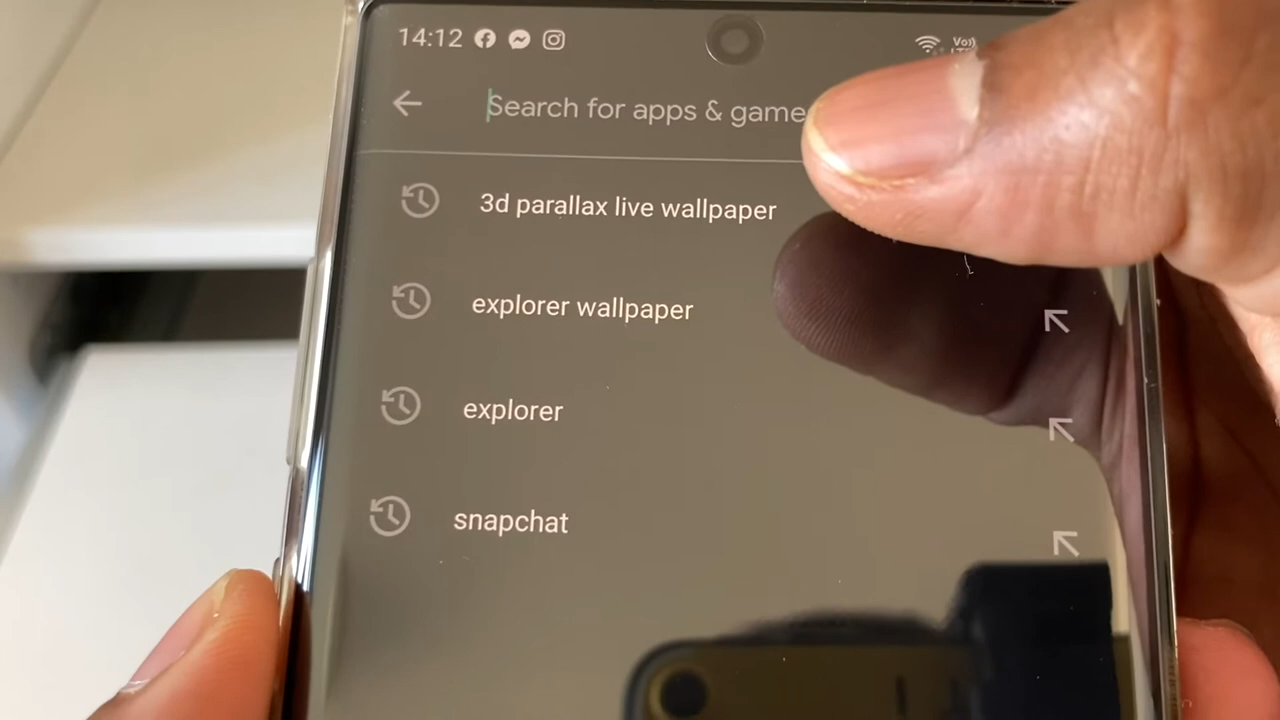 14:12
Search for apps & game
3d parallax live wallpaper
explorer wallpaper
explorer
snapchat